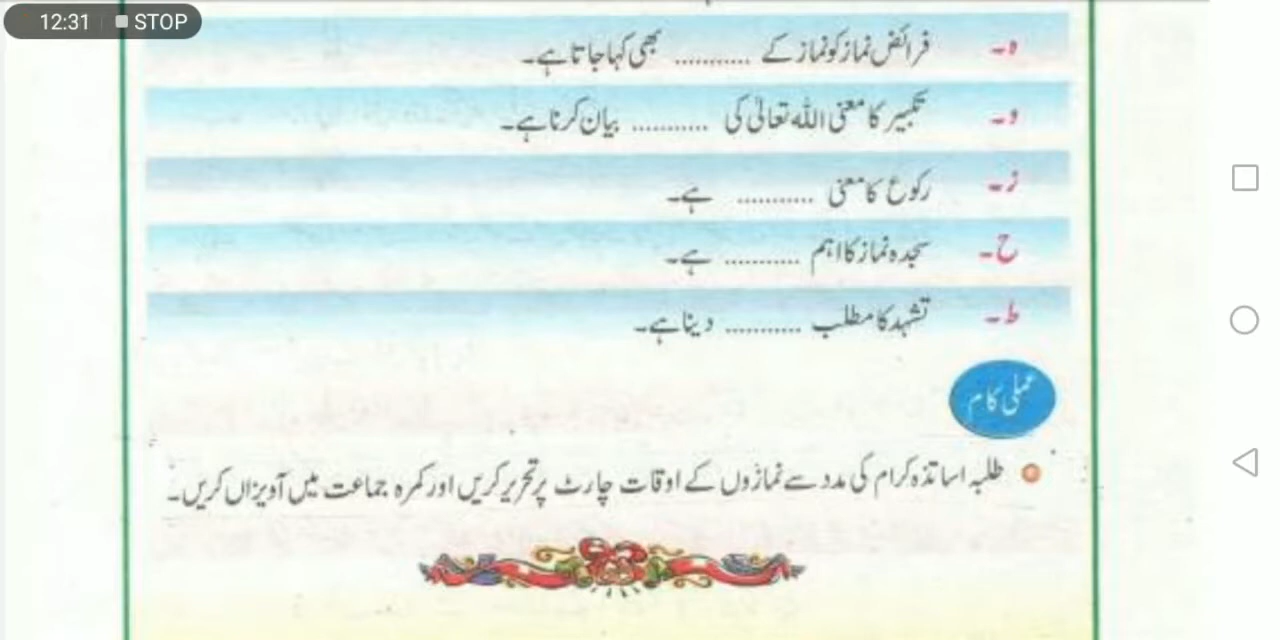 12:31 STOP
ہ۔ فرائض نماز کو نماز کے ........... بھی کہا جاتا ہے۔
و۔ تکبیر کا معنی اللہ تعالیٰ کی ........... بیان کرنا ہے۔
ز۔ رکوع کا معنی ........... ہے۔
ح۔ سجدہ نماز کا اہم ........... ہے۔
ط۔ تشہد کا مطلب ........... دینا ہے۔
عملی کام
طلبہ اساتذہ کرام کی مدد سے نمازوں کے اوقات چارٹ پر تحریر کریں اور کمرہ جماعت میں آویزاں کریں۔